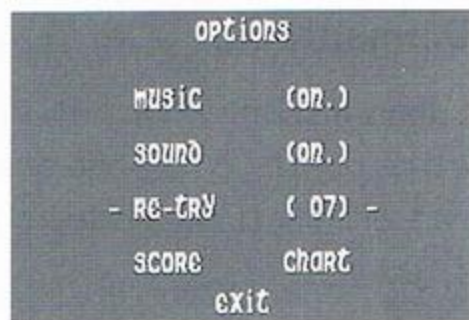 options
music (on.)
sound (on.)
- Re-try ( 07) -
score chart
exit